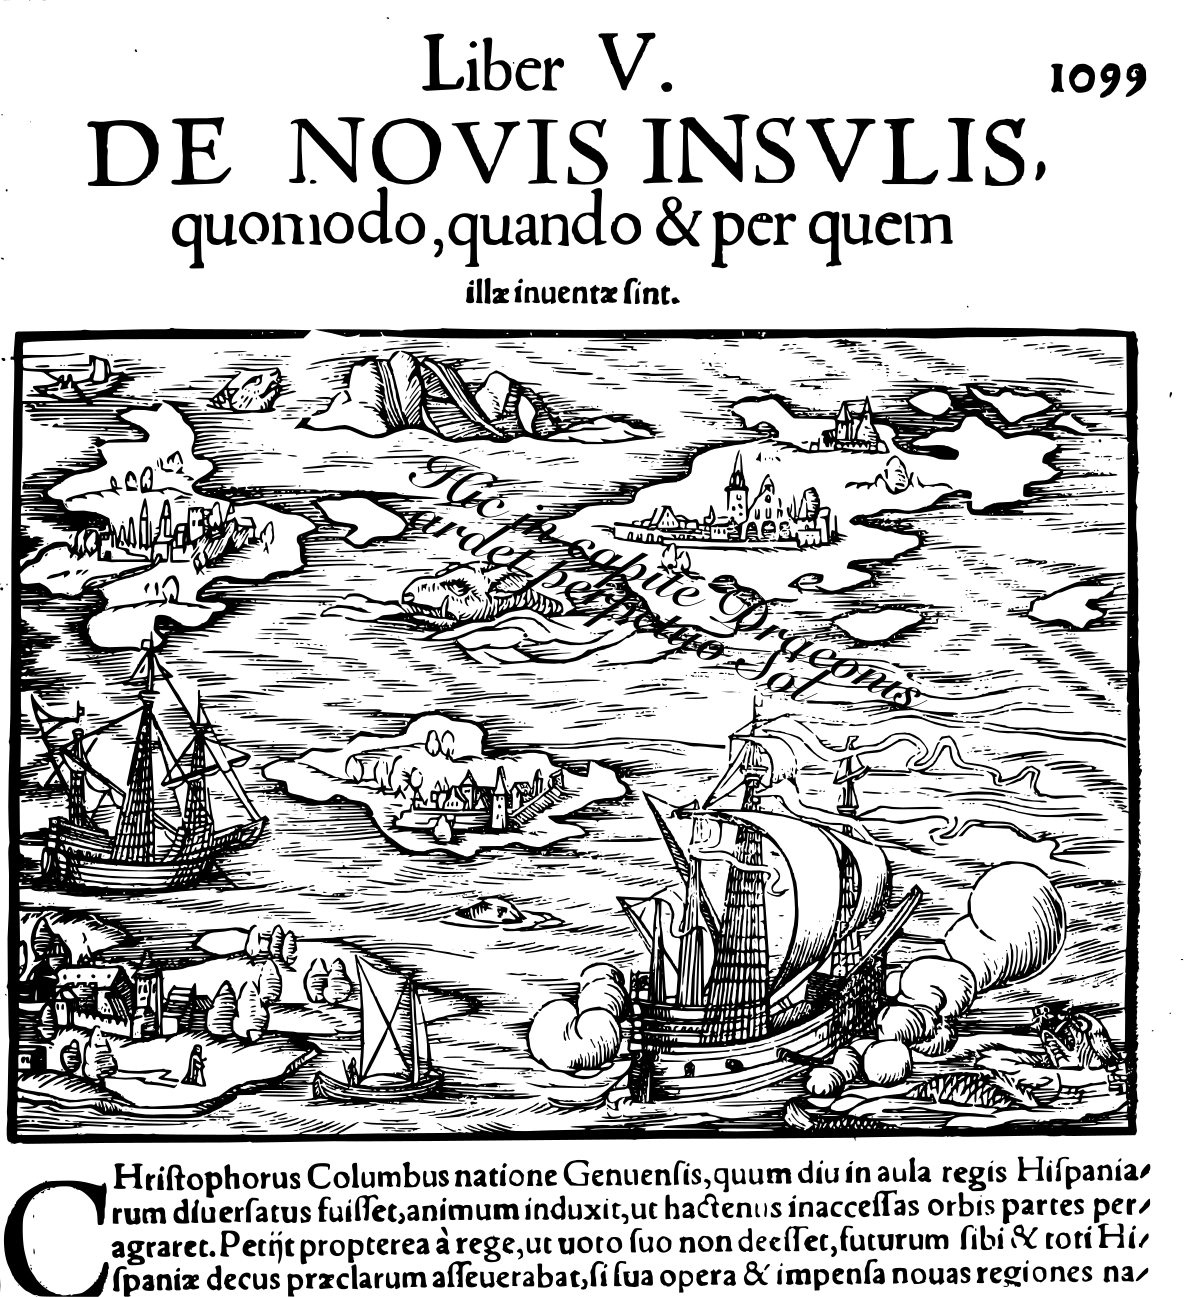 Liber V.
1099
DE NOVIS INSVLIS,
quomodo, quando & per quem
illæ inuentæ ſint.
Hic in capite Draconis
ardet perpetuo Sol
CHriſtophorus Columbus natione Genuenſis, quum diu in aula regis Hiſpania⸗
rum diuerſatus fuiſſet, animum induxit, ut hactenus inacceſſas orbis partes per⸗
agraret. Petijt propterea à rege, ut uoto ſuo non deeſſet, futurum ſibi & toti Hi⸗
ſpaniæ decus præclarum aſſeuerabat, ſi ſua opera & impenſa nouas regiones na⸗